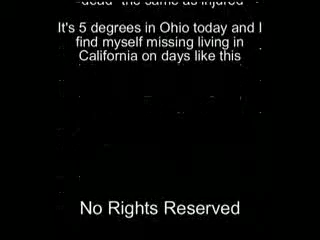 dead" the same as injured
It's 5 degrees in Ohio today and I
find myself missing living in
California on days like this
No Rights Reserved